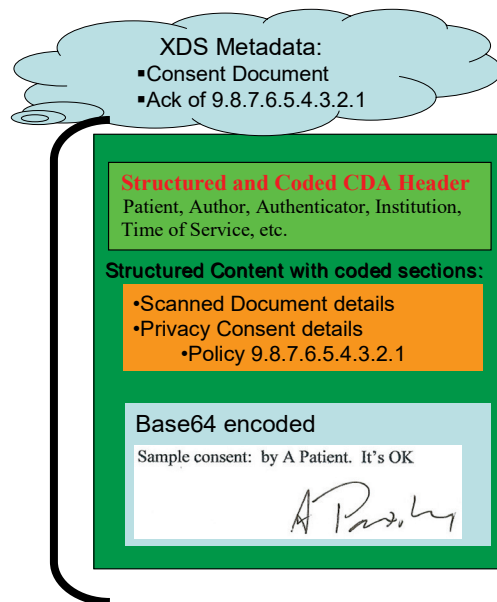 XDS Metadata:
▪Consent Document
▪Ack of 9.8.7.6.5.4.3.2.1
Structured and Coded CDA Header
Patient, Author, Authenticator, Institution,
Time of Service, etc.
Structured Content with coded sections:
•Scanned Document details
•Privacy Consent details
•Policy 9.8.7.6.5.4.3.2.1
Base64 encoded
Sample consent: by A Patient. It's OK